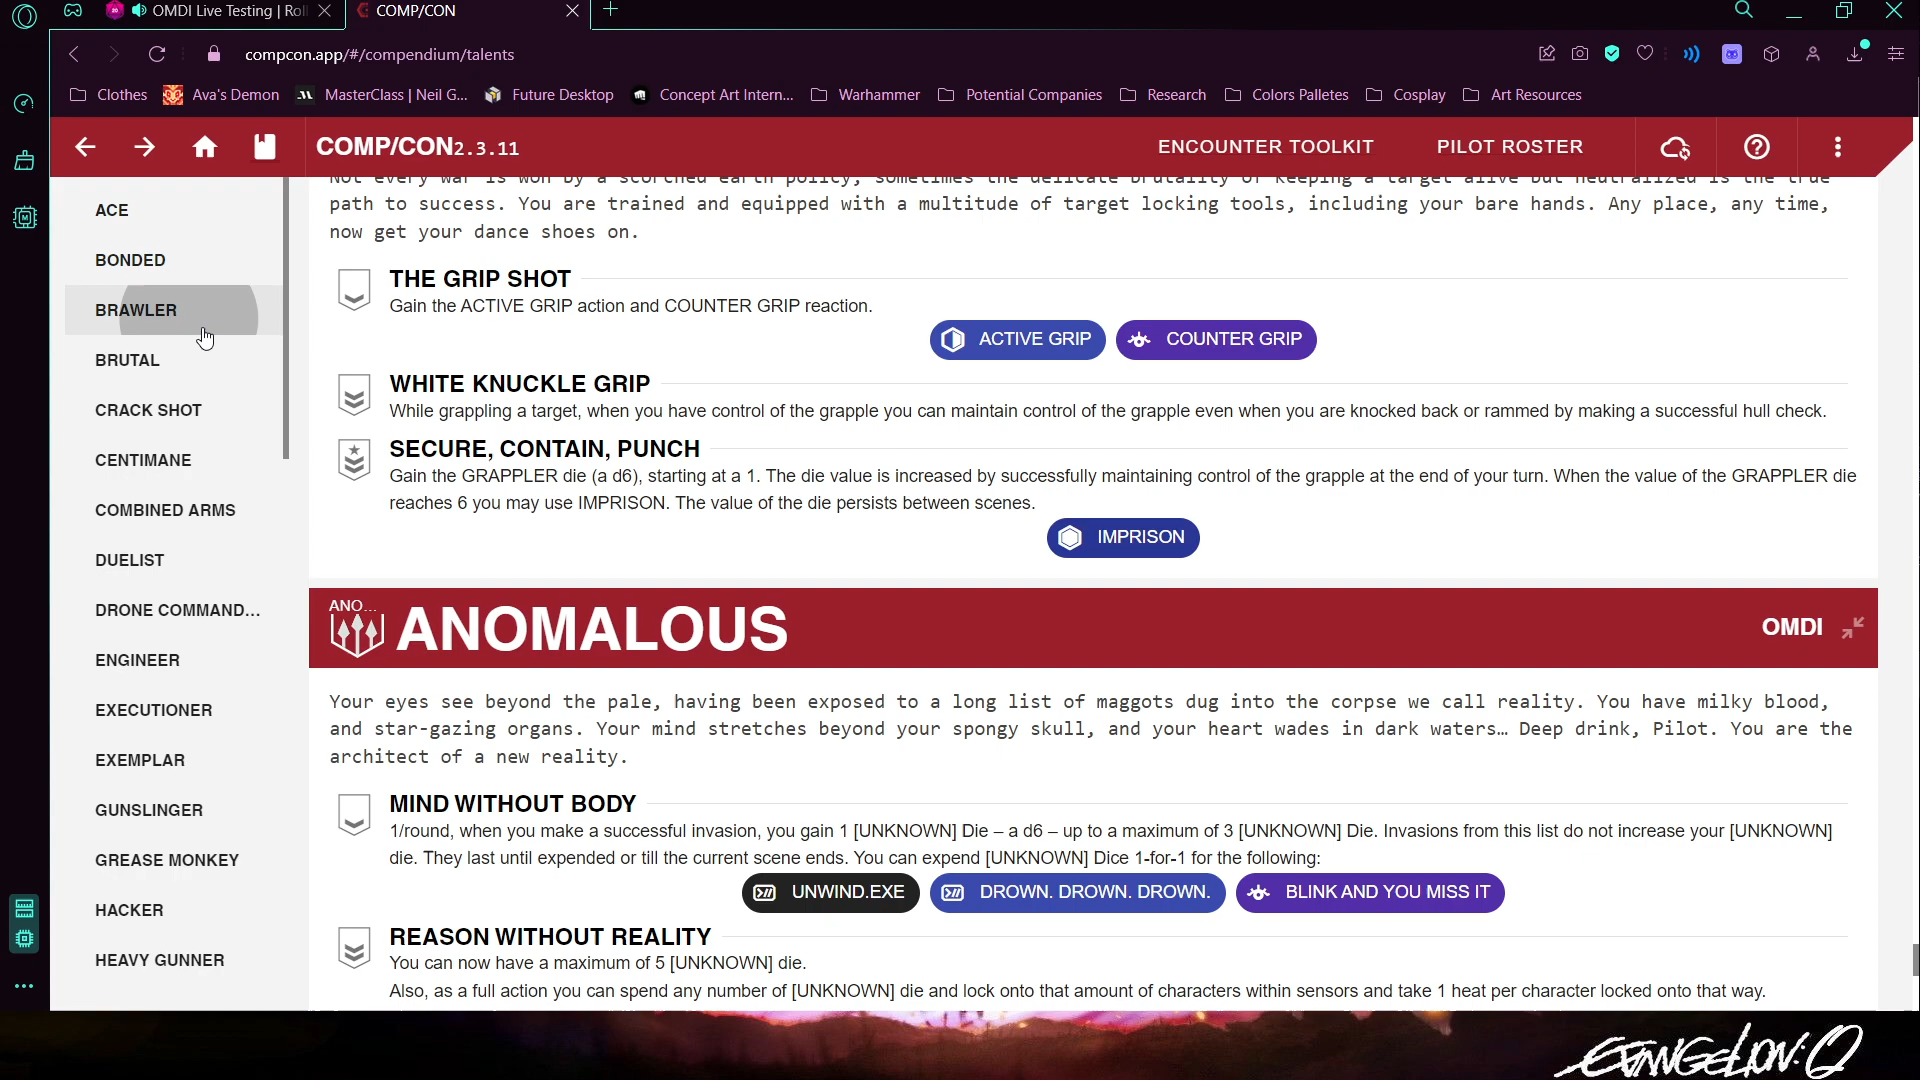 OMDI Live Testing | Roll
COMP/CON
compcon.app/#/compendium/talents
Clothes
Ava's Demon
MasterClass | Neil G...
Future Desktop
Concept Art Intern...
Warhammer
Potential Companies
Research
Colors Palletes
Cosplay
Art Resources
COMP/CON2.3.11
ENCOUNTER TOOLKIT
PILOT ROSTER
ACE
BONDED
BRAWLER
BRUTAL
CRACK SHOT
CENTIMANE
COMBINED ARMS
DUELIST
DRONE COMMAND...
ENGINEER
EXECUTIONER
EXEMPLAR
GUNSLINGER
GREASE MONKEY
HACKER
HEAVY GUNNER
Not every war is won by a scorched earth policy, sometimes the delicate brutality of keeping a target alive but neutralized is the true
path to success. You are trained and equipped with a multitude of target locking tools, including your bare hands. Any place, any time,
now get your dance shoes on.
THE GRIP SHOT
Gain the ACTIVE GRIP action and COUNTER GRIP reaction.
ACTIVE GRIP
COUNTER GRIP
WHITE KNUCKLE GRIP
While grappling a target, when you have control of the grapple you can maintain control of the grapple even when you are knocked back or rammed by making a successful hull check.
SECURE, CONTAIN, PUNCH
Gain the GRAPPLER die (a d6), starting at a 1. The die value is increased by successfully maintaining control of the grapple at the end of your turn. When the value of the GRAPPLER die
reaches 6 you may use IMPRISON. The value of the die persists between scenes.
IMPRISON
ANO...
ANOMALOUS
OMDI
Your eyes see beyond the pale, having been exposed to a long list of maggots dug into the corpse we call reality. You have milky blood,
and star-gazing organs. Your mind stretches beyond your spongy skull, and your heart wades in dark waters… Deep drink, Pilot. You are the
architect of a new reality.
MIND WITHOUT BODY
1/round, when you make a successful invasion, you gain 1 [UNKNOWN] Die – a d6 – up to a maximum of 3 [UNKNOWN] Die. Invasions from this list do not increase your [UNKNOWN]
die. They last until expended or till the current scene ends. You can expend [UNKNOWN] Dice 1-for-1 for the following:
UNWIND.EXE
DROWN. DROWN. DROWN.
BLINK AND YOU MISS IT
REASON WITHOUT REALITY
You can now have a maximum of 5 [UNKNOWN] die.
Also, as a full action you can spend any number of [UNKNOWN] die and lock onto that amount of characters within sensors and take 1 heat per character locked onto that way.
EVANGELION:Q